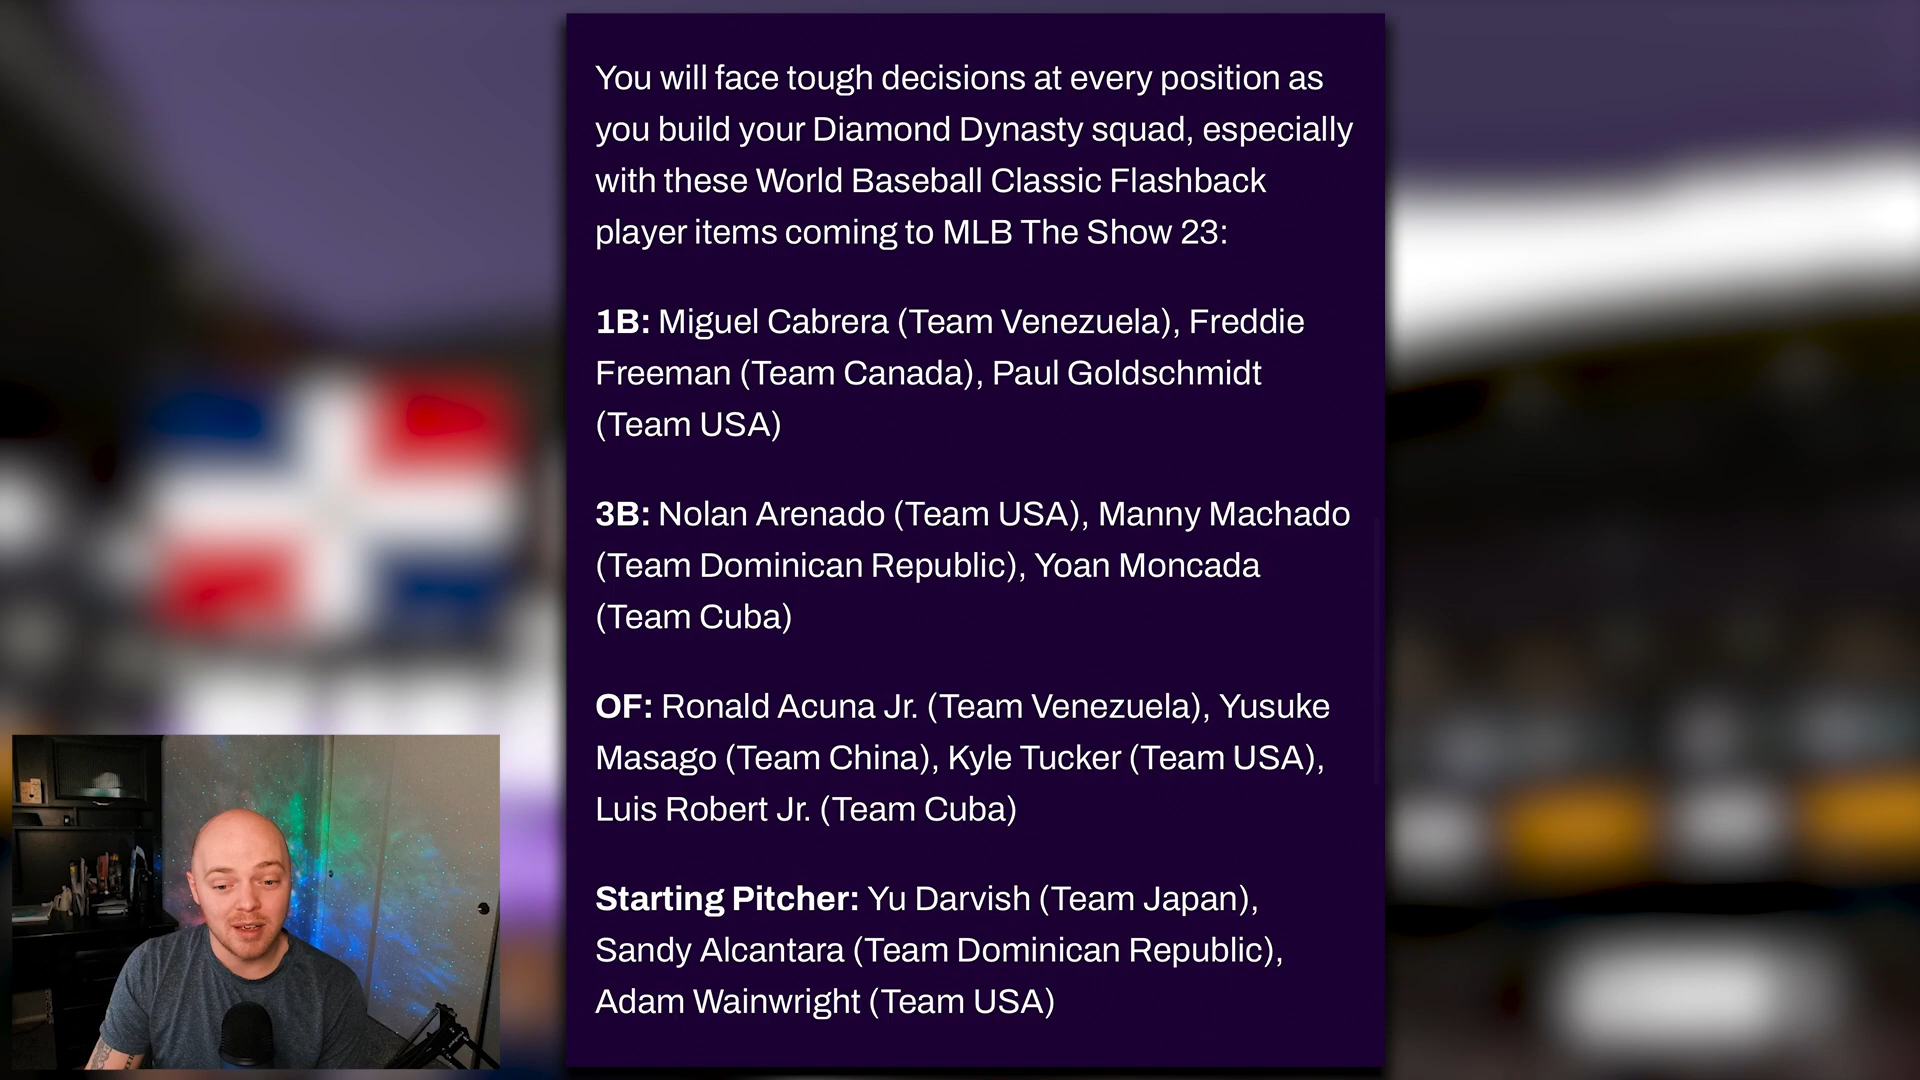 You will face tough decisions at every position as
you build your Diamond Dynasty squad, especially
with these World Baseball Classic Flashback
player items coming to MLB The Show 23:
1B: Miguel Cabrera (Team Venezuela), Freddie
Freeman (Team Canada), Paul Goldschmidt
(Team USA)
3B: Nolan Arenado (Team USA), Manny Machado
(Team Dominican Republic), Yoan Moncada
(Team Cuba)
OF: Ronald Acuna Jr. (Team Venezuela), Yusuke
Masago (Team China), Kyle Tucker (Team USA),
Luis Robert Jr. (Team Cuba)
Starting Pitcher: Yu Darvish (Team Japan),
Sandy Alcantara (Team Dominican Republic),
Adam Wainwright (Team USA)